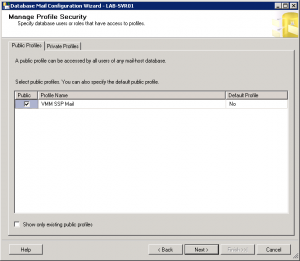 Database Mail Configuration Wizard - LAB-SVR01
Manage Profile Security
Specify database users or roles that have access to profiles.
Public Profiles Private Profiles
A public profile can be accessed by all users of any mail-host database.
Select public profiles. You can also specify the default public profile.
Public Profile Name Default Profile
VMM SSP Mail No
Show only existing public profiles
Help < Back Next > Finish >>| Cancel